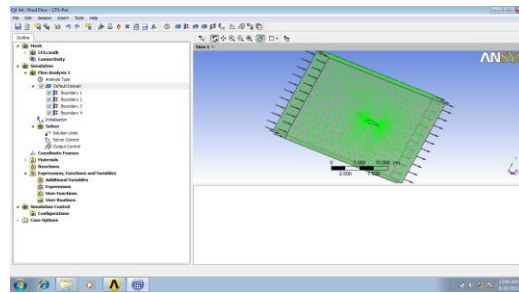 A4 : Fluid Flow - CFX-Pre
File Edit Session Insert Tools Help
Outline
Mesh
CFX.cmdb
Connectivity
Simulation
Flow Analysis 1
Analysis Type
Default Domain
Boundary 1
Boundary 2
Boundary 3
Boundary 4
Initialisation
Solver
Solution Units
Solver Control
Output Control
Coordinate Frames
Materials
Reactions
Expressions, Functions and Variables
Additional Variables
Expressions
User Functions
User Routines
Simulation Control
Configurations
Case Options
View 1
ANSYS
0 5.000 10.000 (m)
2.500 7.500